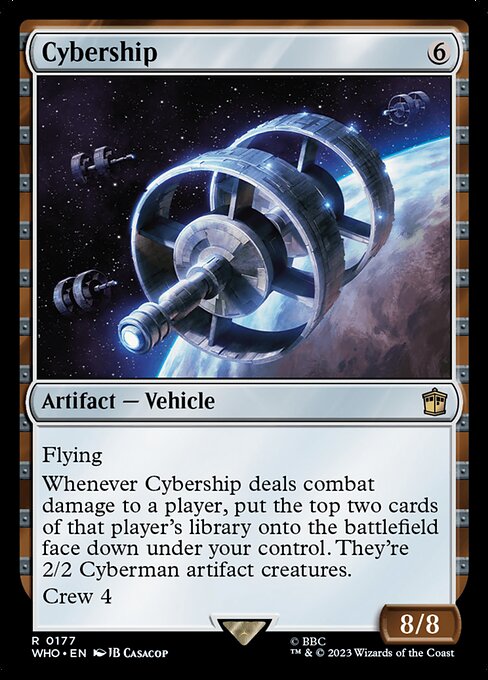 Cybership 6
Artifact — Vehicle
Flying
Whenever Cybership deals combat
damage to a player, put the top two cards
of that player's library onto the battlefield
face down under your control. They're
2/2 Cyberman artifact creatures.
Crew 4
8/8
R 0177
WHO • EN JB Casacop
© BBC
™ & © 2023 Wizards of the Coast